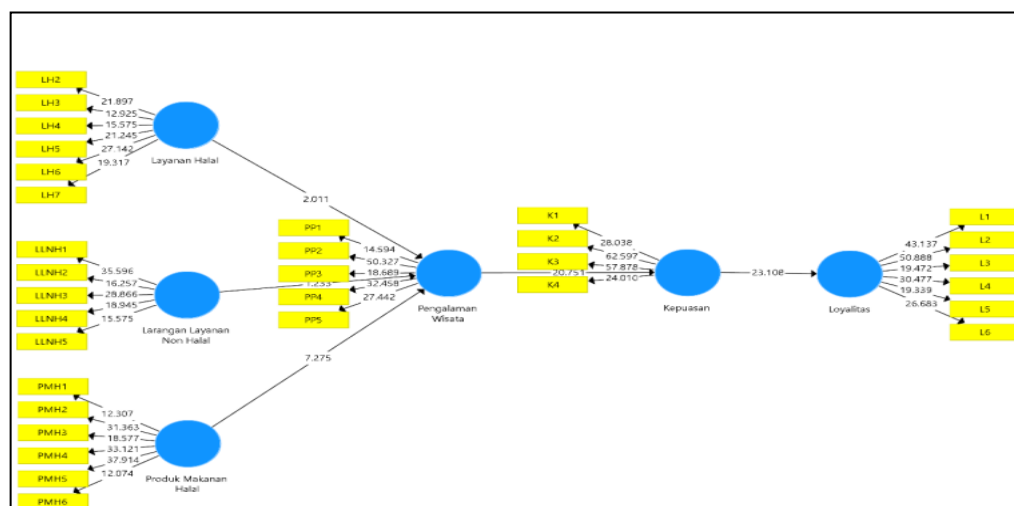 LH2
LH3
LH4
LH5
LH6
LH7
21.897
12.925
15.575
21.245
27.142
19.317
Layanan Halal
2.011
LLNH1
LLNH2
LLNH3
LLNH4
LLNH5
35.596
16.257
28.866
18.945
15.575
Larangan Layanan
Non Halal
1.233
PMH1
PMH2
PMH3
PMH4
PMH5
PMH6
12.307
31.363
18.577
33.121
37.914
12.074
Produk Makanan
Halal
7.275
PP1
PP2
PP3
PP4
PP5
14.594
50.327
18.689
32.458
27.442
Pengalaman
Wisata
20.751
K1
K2
K3
K4
28.038
62.597
57.878
24.010
Kepuasan
23.108
L1
L2
L3
L4
L5
L6
43.137
50.888
19.472
30.477
19.339
26.683
Loyalitas